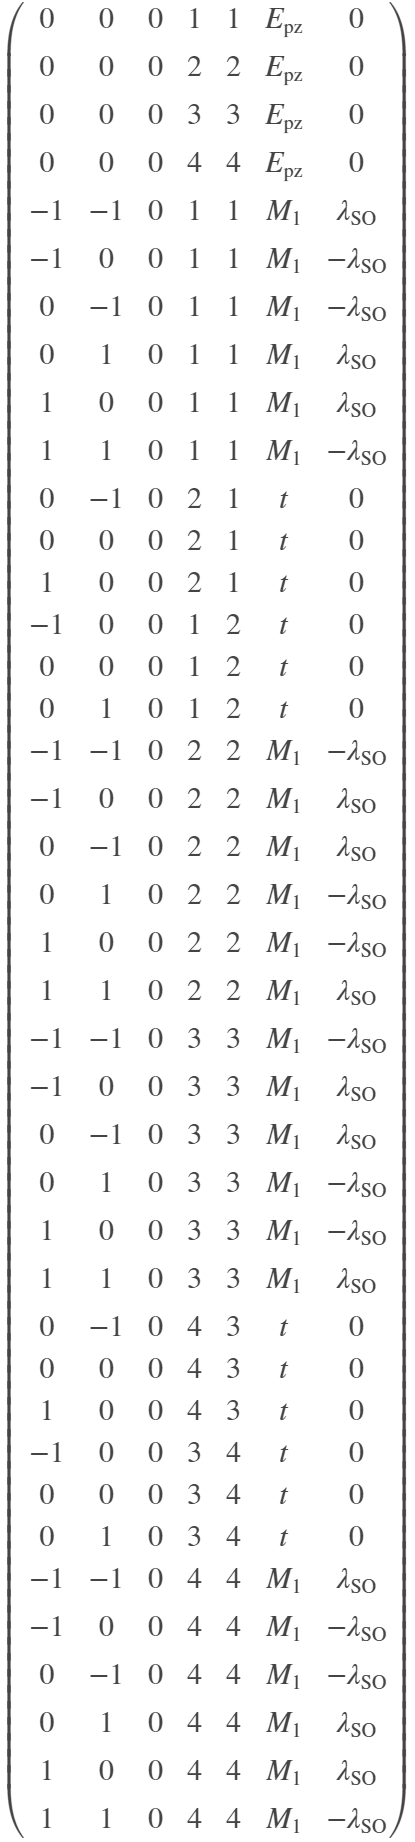 0 0 0 1 1 E_pz 0
0 0 0 2 2 E_pz 0
0 0 0 3 3 E_pz 0
0 0 0 4 4 E_pz 0
−1 −1 0 1 1 M_1 λ_SO
−1 0 0 1 1 M_1 −λ_SO
0 −1 0 1 1 M_1 −λ_SO
0 1 0 1 1 M_1 λ_SO
1 0 0 1 1 M_1 λ_SO
1 1 0 1 1 M_1 −λ_SO
0 −1 0 2 1 t 0
0 0 0 2 1 t 0
1 0 0 2 1 t 0
−1 0 0 1 2 t 0
0 0 0 1 2 t 0
0 1 0 1 2 t 0
−1 −1 0 2 2 M_1 −λ_SO
−1 0 0 2 2 M_1 λ_SO
0 −1 0 2 2 M_1 λ_SO
0 1 0 2 2 M_1 −λ_SO
1 0 0 2 2 M_1 −λ_SO
1 1 0 2 2 M_1 λ_SO
−1 −1 0 3 3 M_1 −λ_SO
−1 0 0 3 3 M_1 λ_SO
0 −1 0 3 3 M_1 λ_SO
0 1 0 3 3 M_1 −λ_SO
1 0 0 3 3 M_1 −λ_SO
1 1 0 3 3 M_1 λ_SO
0 −1 0 4 3 t 0
0 0 0 4 3 t 0
1 0 0 4 3 t 0
−1 0 0 3 4 t 0
0 0 0 3 4 t 0
0 1 0 3 4 t 0
−1 −1 0 4 4 M_1 λ_SO
−1 0 0 4 4 M_1 −λ_SO
0 −1 0 4 4 M_1 −λ_SO
0 1 0 4 4 M_1 λ_SO
1 0 0 4 4 M_1 λ_SO
1 1 0 4 4 M_1 −λ_SO